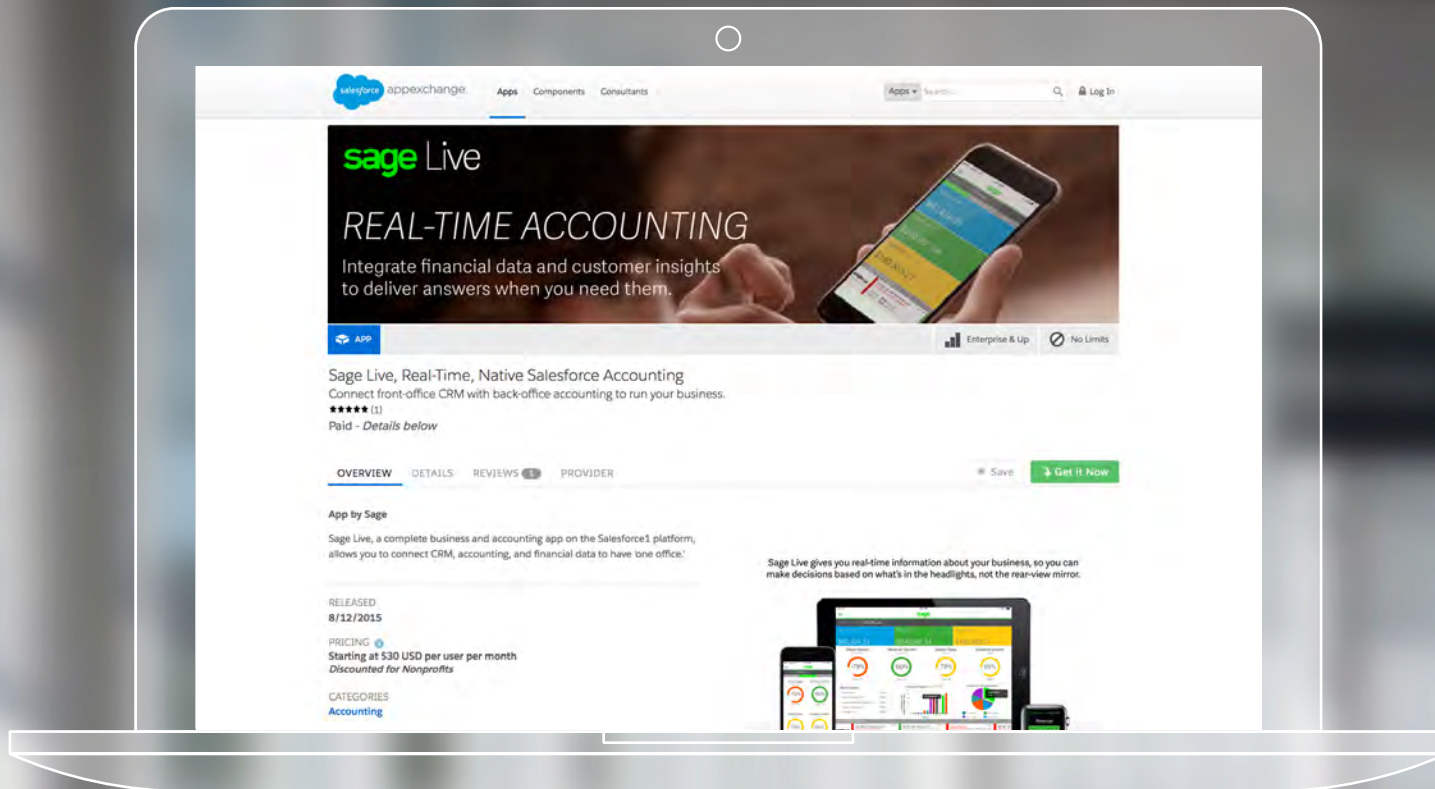 salesforce appexchange Apps Components Consultants Apps Search... Log In
sage Live
REAL-TIME ACCOUNTING
Integrate financial data and customer insights
to deliver answers when you need them.
APP Enterprise & Up No Limits
Sage Live, Real-Time, Native Salesforce Accounting
Connect front-office CRM with back-office accounting to run your business.
(1)
Paid - Details below
OVERVIEW DETAILS REVIEWS 1 PROVIDER Save Get it Now
App by Sage
Sage Live, a complete business and accounting app on the Salesforce1 platform,
allows you to connect CRM, accounting, and financial data to have 'one office.'
Sage Live gives you real-time information about your business, so you can
make decisions based on what's in the headlights, not the rear-view mirror.
RELEASED
8/12/2015
PRICING
Starting at $30 USD per user per month
Discounted for Nonprofits
CATEGORIES
Accounting
sage
sage